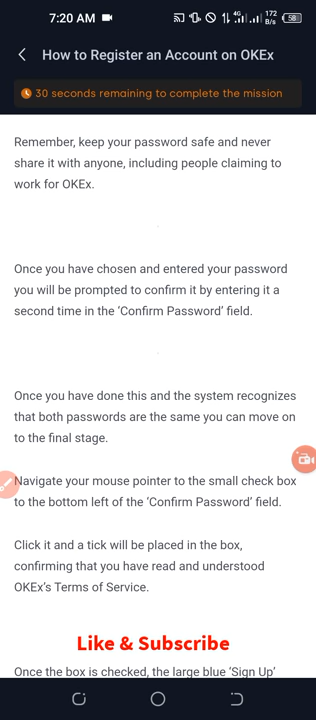 7:20 AM
4G
172
B/s
58
How to Register an Account on OKEx
30 seconds remaining to complete the mission
Remember, keep your password safe and never
share it with anyone, including people claiming to
work for OKEx.
Once you have chosen and entered your password
you will be prompted to confirm it by entering it a
second time in the ‘Confirm Password’ field.
Once you have done this and the system recognizes
that both passwords are the same you can move on
to the final stage.
Navigate your mouse pointer to the small check box
to the bottom left of the ‘Confirm Password’ field.
Click it and a tick will be placed in the box,
confirming that you have read and understood
OKEx’s Terms of Service.
Like & Subscribe
Once the box is checked, the large blue ‘Sign Up’